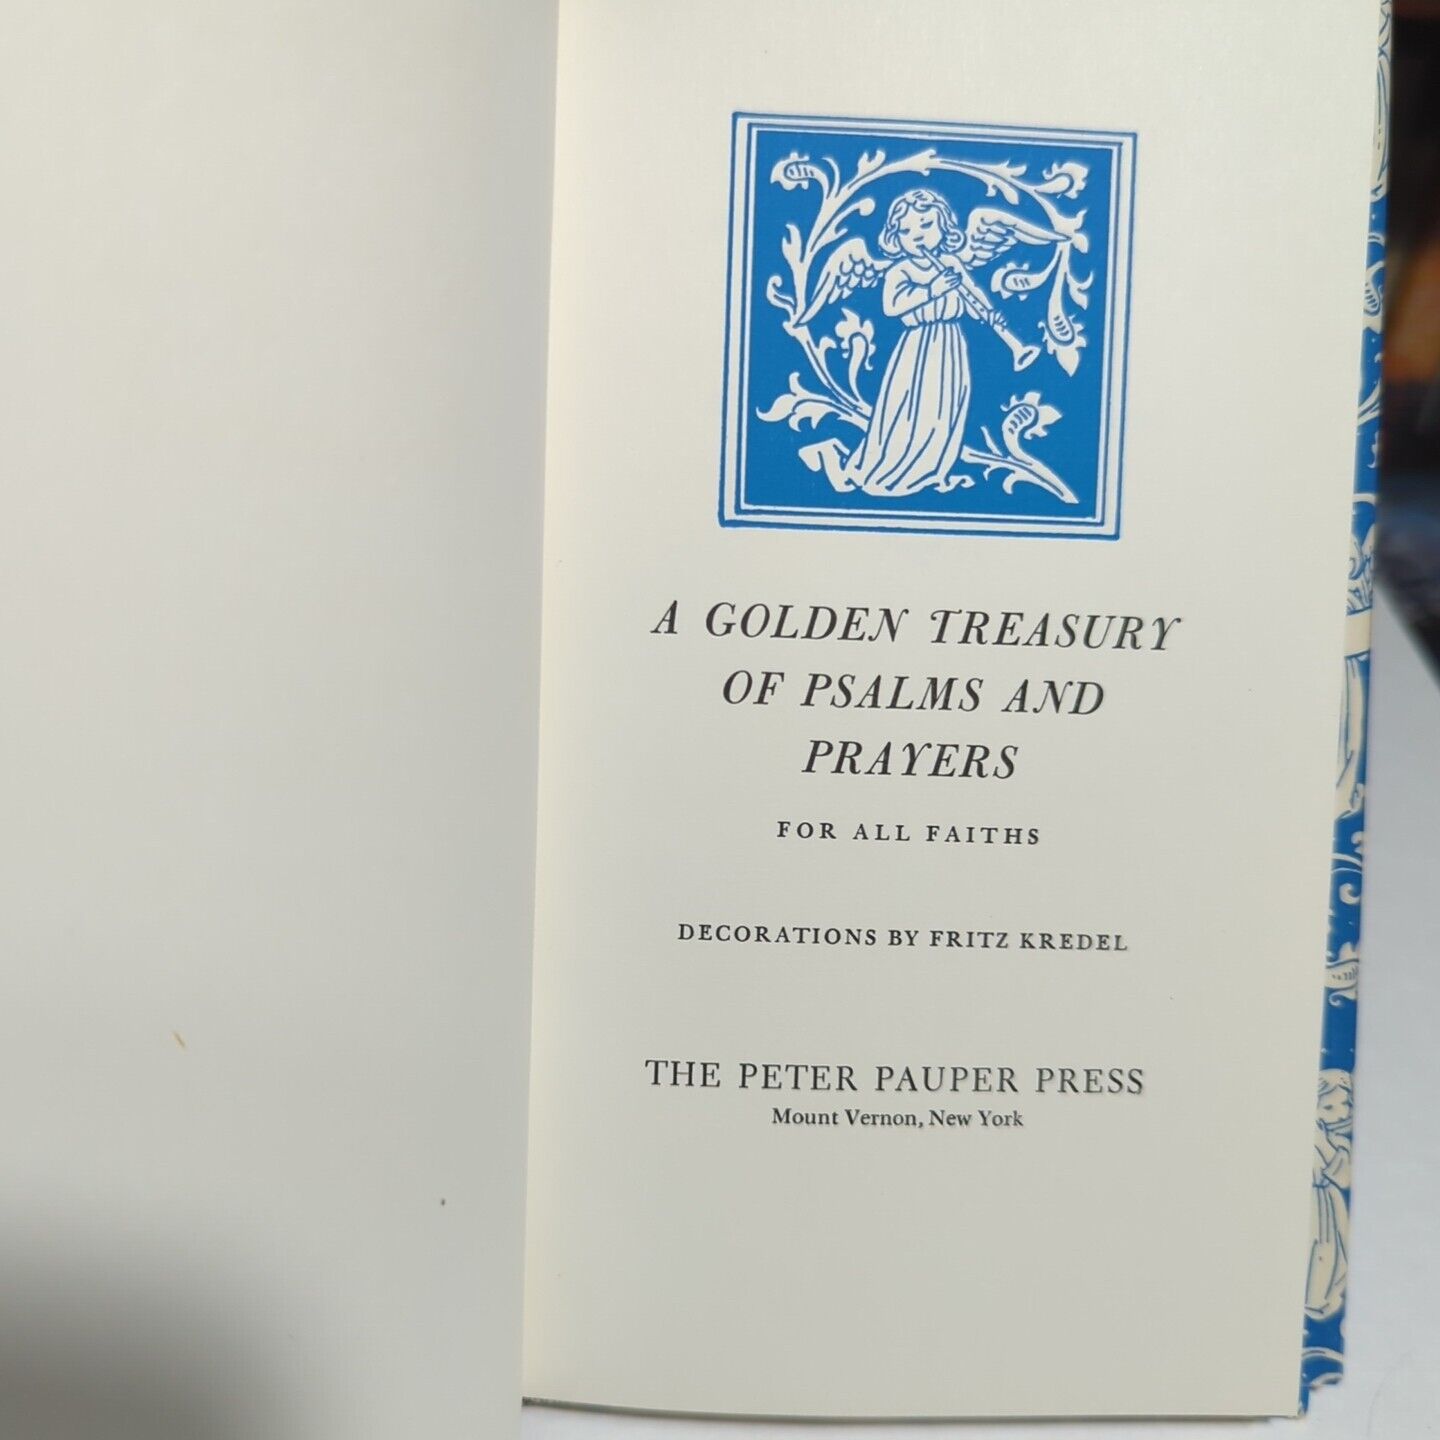 A GOLDEN TREASURY
OF PSALMS AND
PRAYERS
FOR ALL FAITHS
DECORATIONS BY FRITZ KREDEL
THE PETER PAUPER PRESS
Mount Vernon, New York